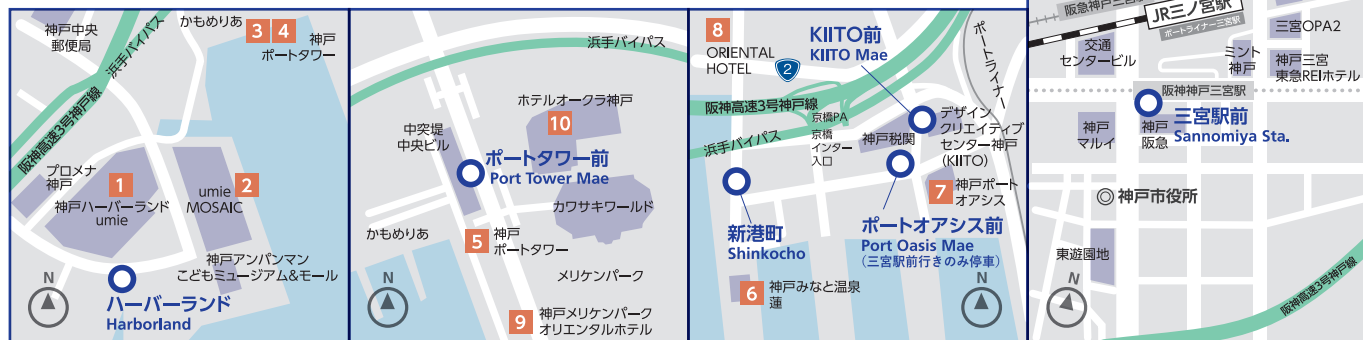 神戸中央
郵便局
かもめりあ
3
4
神戸
ポートタワー
浜手バイパス
阪神高速3号神戸線
プロメナ
神戸
1
神戸ハーバーランド
umie
umie
MOSAIC
2
神戸アンパンマン
こどもミュージアム&モール
N
ハーバーランド
Harborland
浜手バイパス
ホテルオークラ神戸
10
中突堤
中央ビル
ポートタワー前
Port Tower Mae
カワサキワールド
かもめりあ
5
神戸
ポートタワー
メリケンパーク
N
9
神戸メリケンパーク
オリエンタルホテル
8
ORIENTAL
HOTEL
2
KIITO前
KIITO Mae
ポートライナー
阪神高速3号神戸線
浜手バイパス
京橋PA
京橋
インター
入口
神戸税関
デザイン
クリエイティブ
センター神戸
(KIITO)
7
神戸ポート
オアシス
新港町
Shinkocho
ポートオアシス前
Port Oasis Mae
(三宮駅前行きのみ停車)
6
神戸みなと温泉
蓮
N
阪急神戸三宮駅
JR三ノ宮駅
ポートライナー三宮駅
三宮OPA2
交通
センタービル
ミント
神戸
神戸三宮
東急REIホテル
阪神神戸三宮駅
三宮駅前
Sannomiya Sta.
神戸
マルイ
神戸
阪急
神戸市役所
東遊園地
N
阪神高速3号神戸線